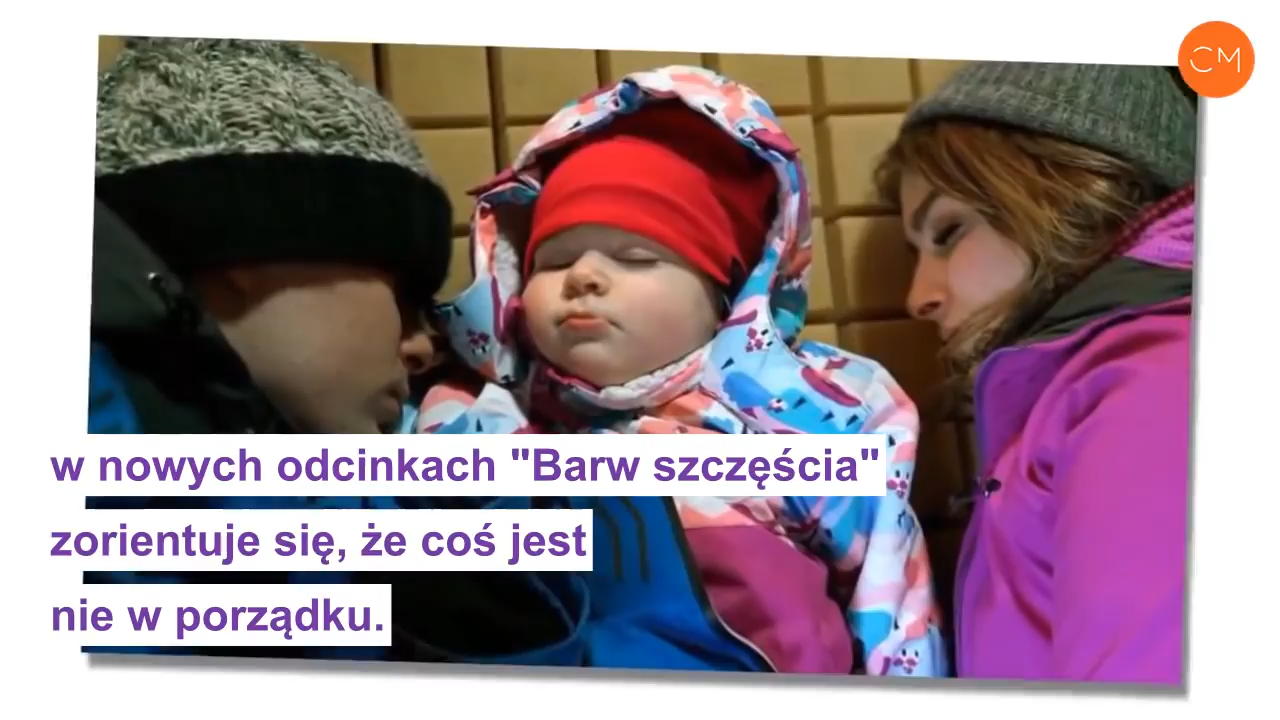 CM
w nowych odcinkach "Barw szczęścia"
zorientuje się, że coś jest
nie w porządku.